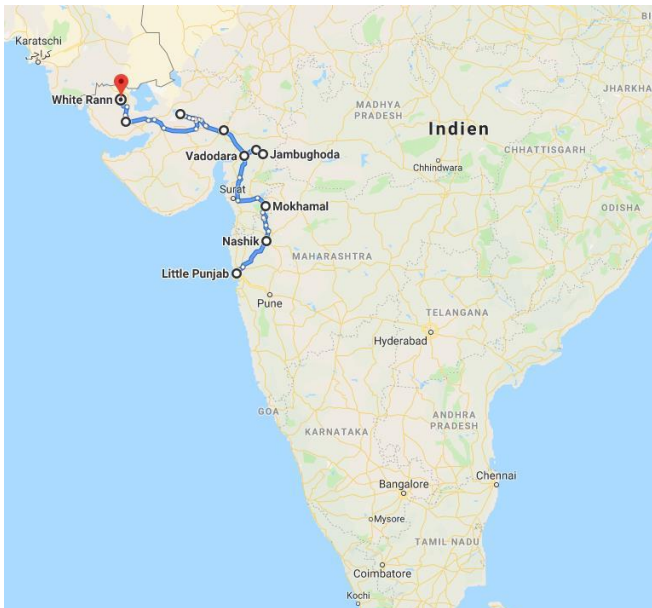 BI
Karatschi
کراچی
JHARKHA
White Rann
MADHYA
PRADESH
Indien
Vadodara
Jambughoda
CHHATTISGARH
Chhindwara
Surat
Mokhamal
ODISHA
Nashik
MAHARASHTRA
Little Punjab
Pune
TELANGANA
Hyderabad
GOA
ANDHRA
PRADESH
KARNATAKA
Chennai
Bangalore
Mysore
TAMIL NADU
Coimbatore
Kochi